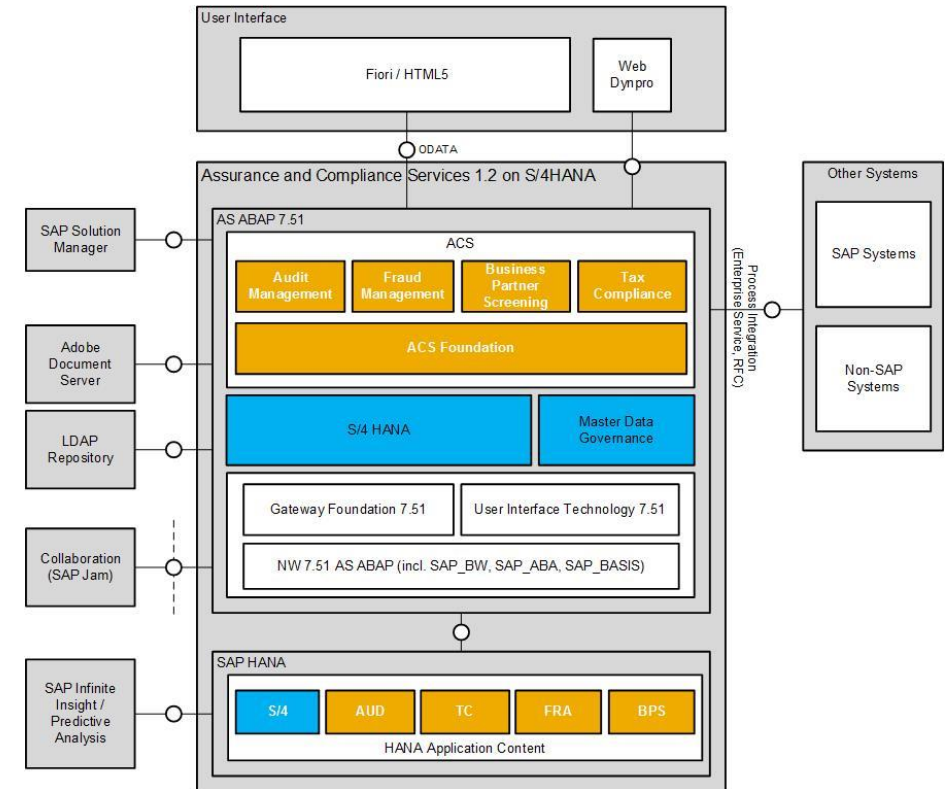 User Interface
Fiori / HTML5
Web
Dynpro
ODATA
Assurance and Compliance Services 1.2 on S/4HANA
Other Systems
SAP Systems
Non-SAP
Systems
Process Integration
(Enterprise Service, RFC)
SAP Solution
Manager
Adobe
Document
Server
LDAP
Repository
Collaboration
(SAP Jam)
SAP Infinite
Insight /
Predictive
Analysis
AS ABAP 7.51
ACS
Audit
Management
Fraud
Management
Business
Partner
Screening
Tax
Compliance
ACS Foundation
S/4 HANA
Master Data
Governance
Gateway Foundation 7.51
User Interface Technology 7.51
NW 7.51 AS ABAP (incl. SAP_BW, SAP_ABA, SAP_BASIS)
SAP HANA
S/4
AUD
TC
FRA
BPS
HANA Application Content